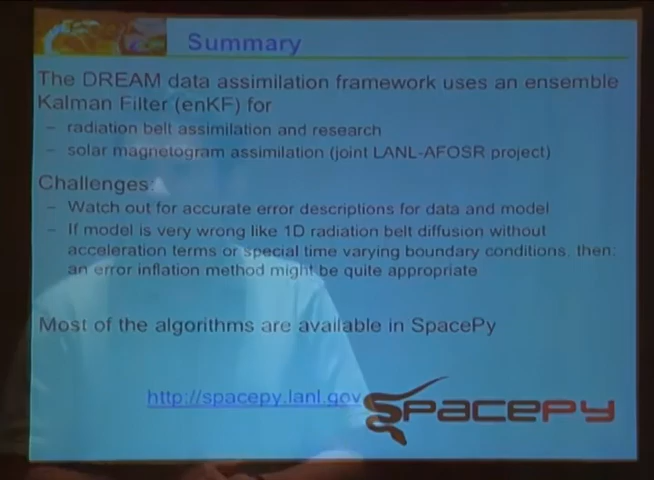 Summary
The DREAM data assimilation framework uses an ensemble
Kalman Filter (enKF) for
– radiation belt assimilation and research
– solar magnetogram assimilation (joint LANL-AFOSR project)
Challenges:
– Watch out for accurate error descriptions for data and model
– If model is very wrong like 1D radiation belt diffusion without
acceleration terms or special time varying boundary conditions, then:
an error inflation method might be quite appropriate
Most of the algorithms are available in SpacePy
http://spacepy.lanl.gov
SPACEPY